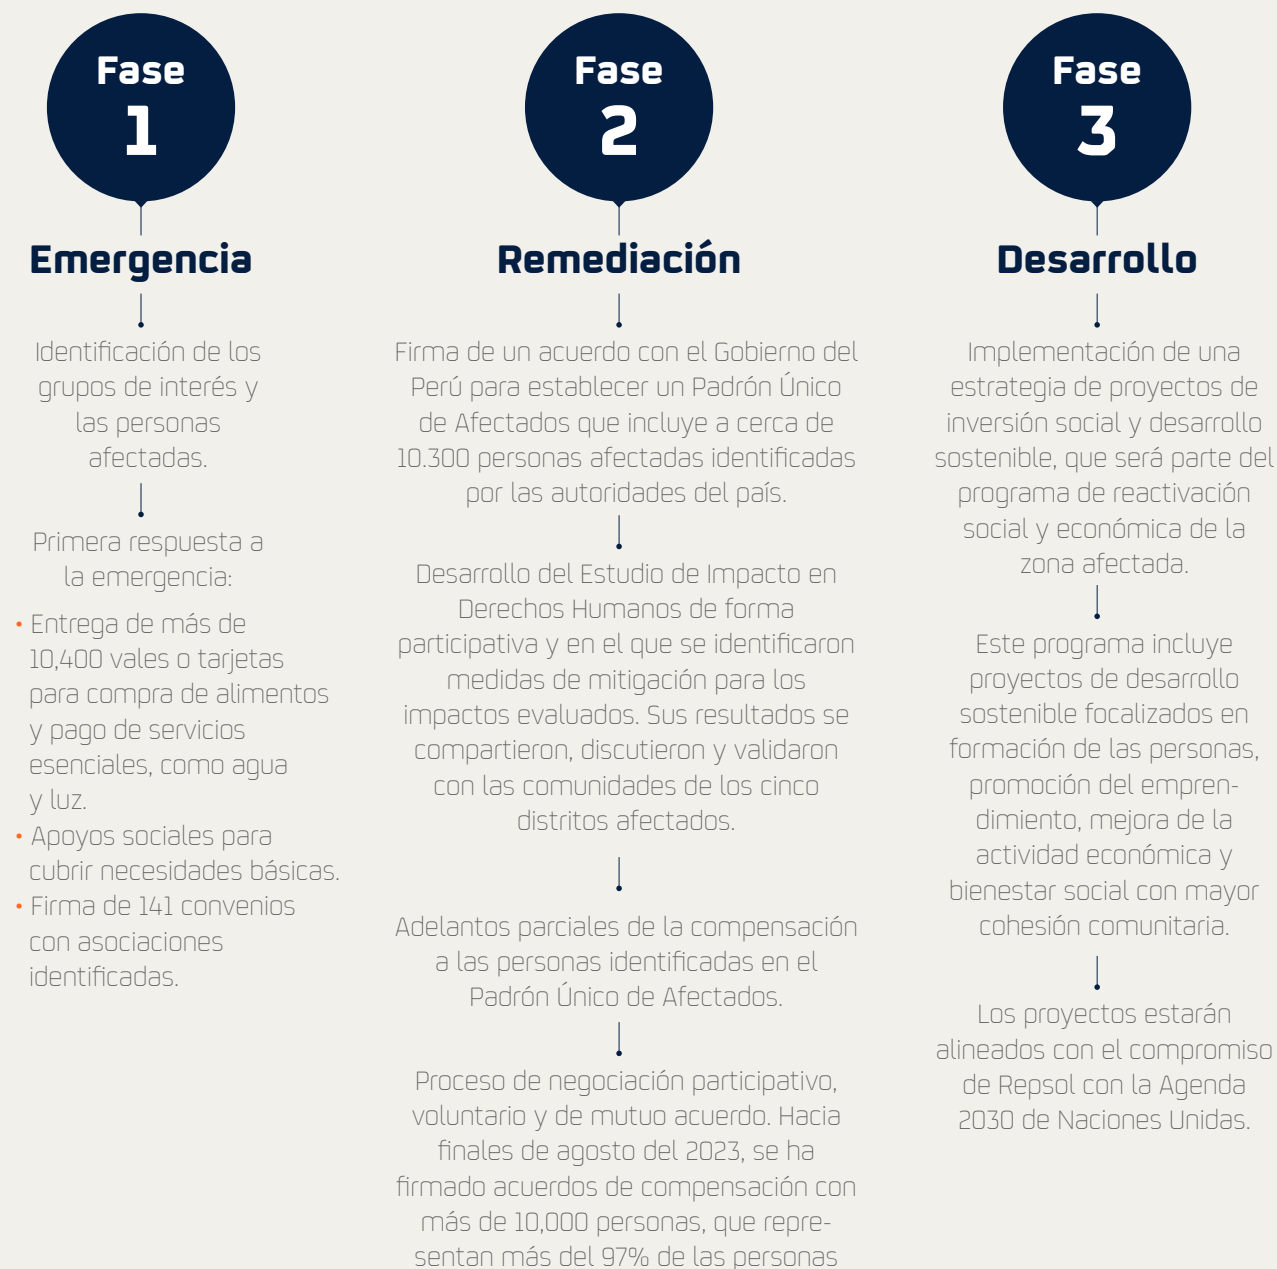 Fase
1
Emergencia
Identificación de los
grupos de interés y
las personas
afectadas.
Primera respuesta a
la emergencia:
• Entrega de más de
10,400 vales o tarjetas
para compra de alimentos
y pago de servicios
esenciales, como agua
y luz.
• Apoyos sociales para
cubrir necesidades básicas.
• Firma de 141 convenios
con asociaciones
identificadas.
Fase
2
Remediación
Firma de un acuerdo con el Gobierno del
Perú para establecer un Padrón Único
de Afectados que incluye a cerca de
10.300 personas afectadas identificadas
por las autoridades del país.
Desarrollo del Estudio de Impacto en
Derechos Humanos de forma
participativa y en el que se identificaron
medidas de mitigación para los
impactos evaluados. Sus resultados se
compartieron, discutieron y validaron
con las comunidades de los cinco
distritos afectados.
Adelantos parciales de la compensación
a las personas identificadas en el
Padrón Único de Afectados.
Proceso de negociación participativo,
voluntario y de mutuo acuerdo. Hacia
finales de agosto del 2023, se ha
firmado acuerdos de compensación con
más de 10,000 personas, que repre-
sentan más del 97% de las personas
Fase
3
Desarrollo
Implementación de una
estrategia de proyectos de
inversión social y desarrollo
sostenible, que será parte del
programa de reactivación
social y económica de la
zona afectada.
Este programa incluye
proyectos de desarrollo
sostenible focalizados en
formación de las personas,
promoción del empren-
dimiento, mejora de la
actividad económica y
bienestar social con mayor
cohesión comunitaria.
Los proyectos estarán
alineados con el compromiso
de Repsol con la Agenda
2030 de Naciones Unidas.